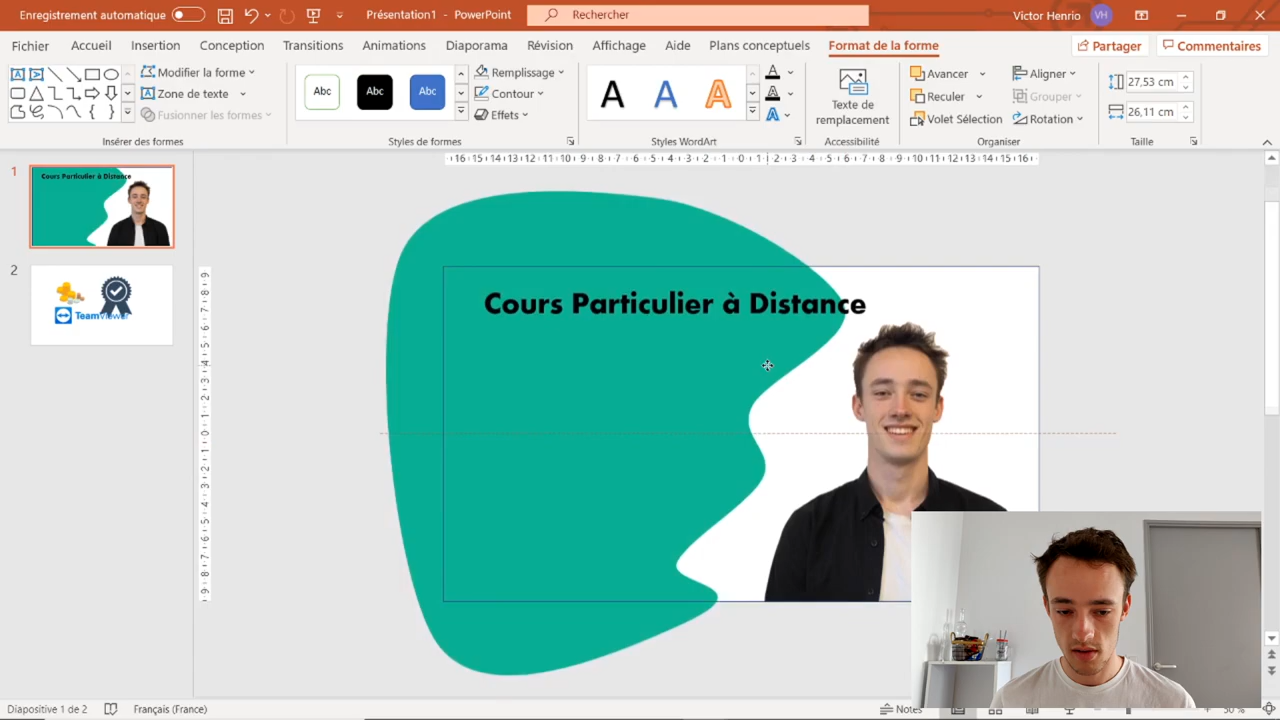 Enregistrement automatique
Présentation1 - PowerPoint
Rechercher
Victor Henrio
VH
Fichier
Accueil
Insertion
Conception
Transitions
Animations
Diaporama
Révision
Affichage
Aide
Plans conceptuels
Format de la forme
Partager
Commentaires
Modifier la forme
Zone de texte
Fusionner les formes
Insérer des formes
Abc
Abc
Abc
Remplissage
Contour
Effets
Styles de formes
A
A
A
Styles WordArt
Texte de
remplacement
Accessibilité
Avancer
Reculer
Volet Sélection
Aligner
Grouper
Rotation
Organiser
27,53 cm
26,11 cm
Taille
1
Cours Particulier à Distance
2
TeamViewer
Cours Particulier à Distance
Diapositive 1 de 2
Français (France)
Notes
50 %